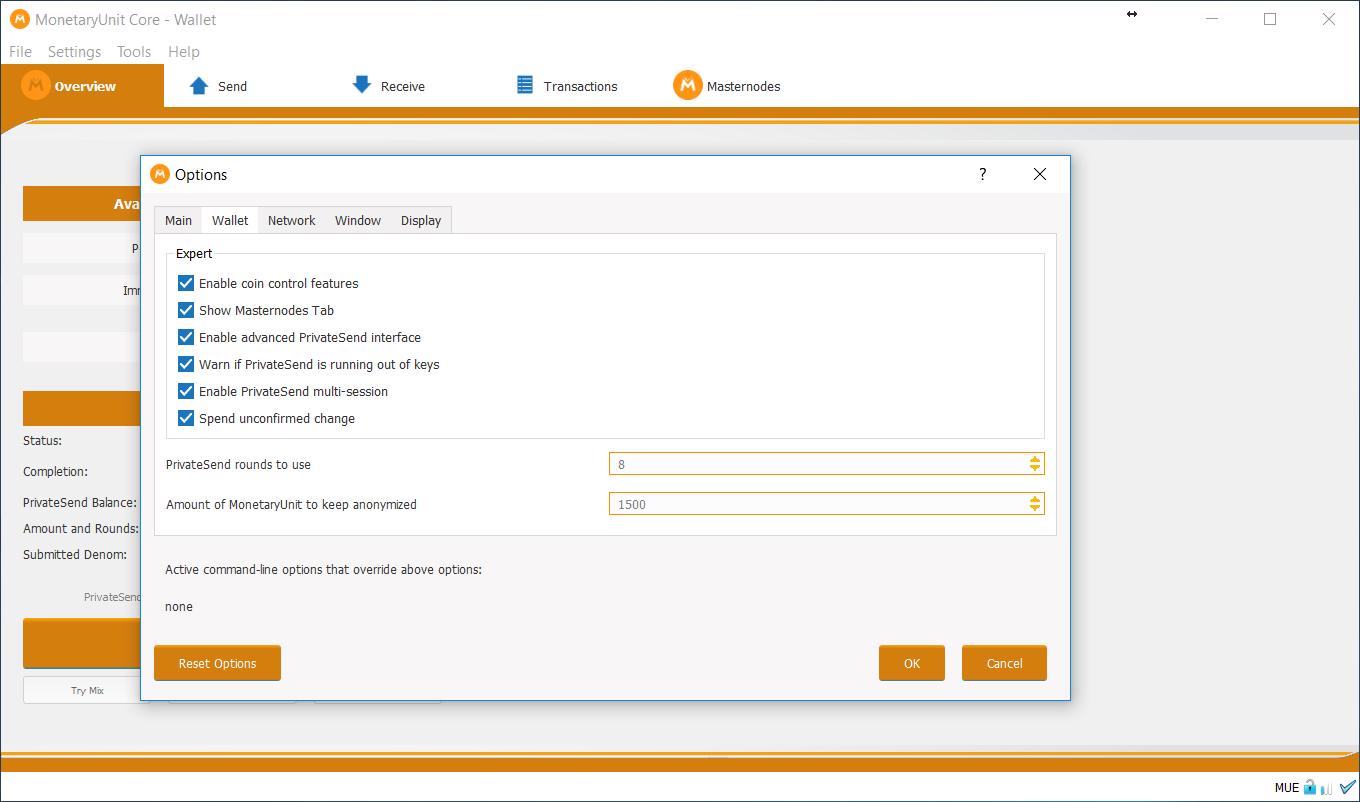 MonetaryUnit Core - Wallet
File Settings Tools Help
Overview Send Receive Transactions Masternodes
Options ?
Main Wallet Network Window Display
Expert
Enable coin control features
Show Masternodes Tab
Enable advanced PrivateSend interface
Warn if PrivateSend is running out of keys
Enable PrivateSend multi-session
Spend unconfirmed change
PrivateSend rounds to use 8
Amount of MonetaryUnit to keep anonymized 1500
Active command-line options that override above options:
none
Reset Options OK Cancel
Ava
P
Imm
Status:
Completion:
PrivateSend Balance:
Amount and Rounds:
Submitted Denom:
PrivateSend
Try Mix
MUE